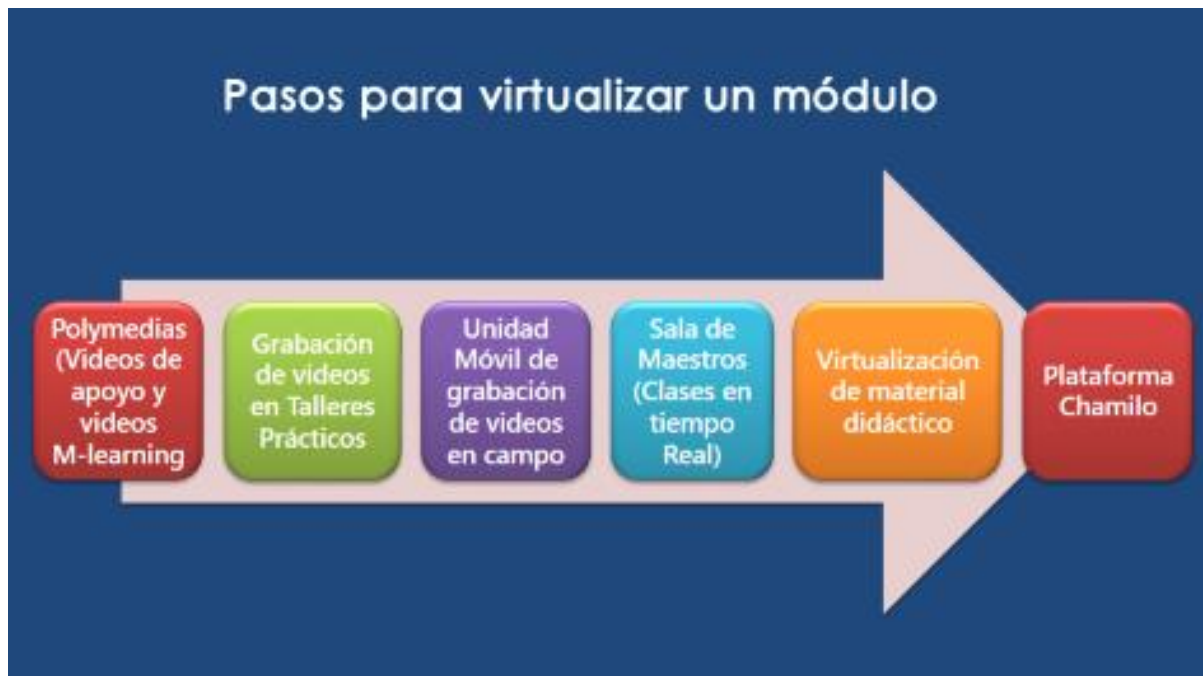 Pasos para virtualizar un módulo
Polymedias
(Videos de
apoyo y
videos
M-learning
Grabación
de videos
en Talleres
Prácticos
Unidad
Móvil de
grabación
de videos
en campo
Sala de
Maestros
(Clases en
tiempo
Real)
Virtualización
de material
didáctico
Plataforma
Chamilo